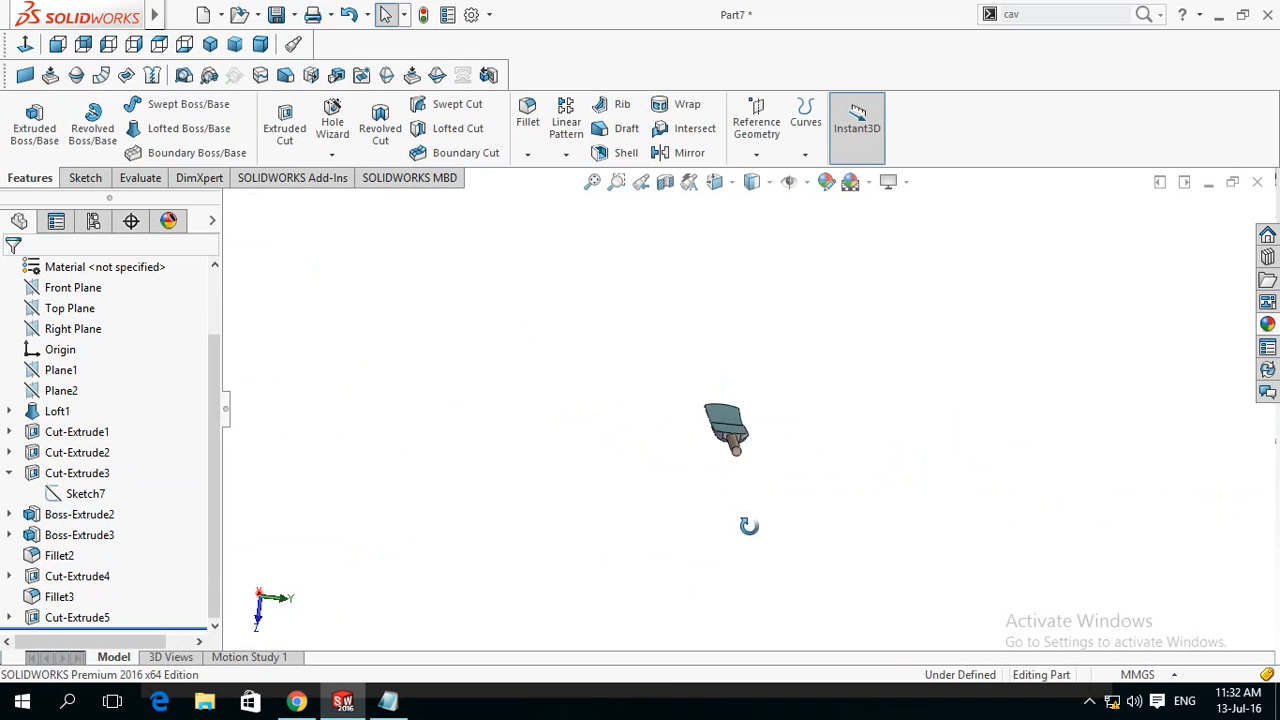 SOLIDWORKS
Part7 *
cav
Extruded Boss/Base
Revolved Boss/Base
Swept Boss/Base
Lofted Boss/Base
Boundary Boss/Base
Extruded Cut
Hole Wizard
Revolved Cut
Swept Cut
Lofted Cut
Boundary Cut
Fillet
Linear Pattern
Rib
Draft
Shell
Wrap
Intersect
Mirror
Reference Geometry
Curves
Instant3D
Features
Sketch
Evaluate
DimXpert
SOLIDWORKS Add-Ins
SOLIDWORKS MBD
Material <not specified>
Front Plane
Top Plane
Right Plane
Origin
Plane1
Plane2
Loft1
Cut-Extrude1
Cut-Extrude2
Cut-Extrude3
Sketch7
Boss-Extrude2
Boss-Extrude3
Fillet2
Cut-Extrude4
Fillet3
Cut-Extrude5
Y
Z
Activate Windows
Go to Settings to activate Windows.
Model
3D Views
Motion Study 1
SOLIDWORKS Premium 2016 x64 Edition
Under Defined
Editing Part
MMGS
SW
2016
ENG
11:32 AM
13-Jul-16